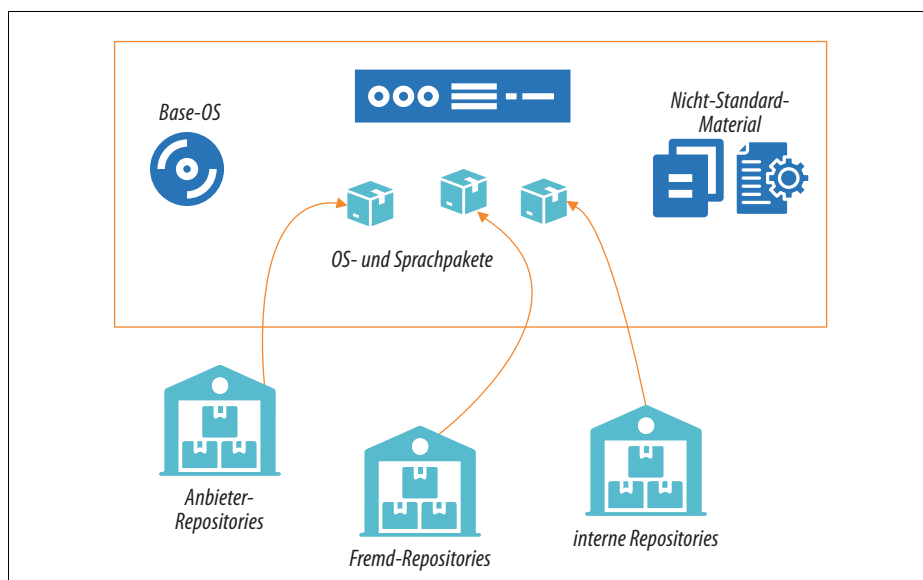 Base-OS
Nicht-Standard-
Material
OS- und Sprachpakete
Anbieter-
Repositories
Fremd-Repositories
interne Repositories